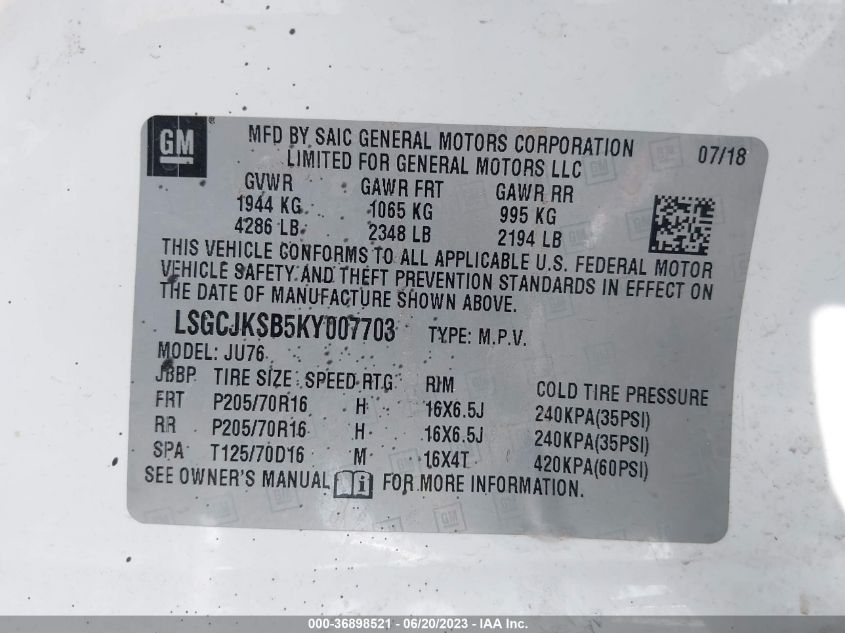 GM ®
MFD BY SAIC GENERAL MOTORS CORPORATION
LIMITED FOR GENERAL MOTORS LLC
07/18
GVWR GAWR FRT GAWR RR
1944 KG 1065 KG 995 KG
4286 LB 2348 LB 2194 LB
THIS VEHICLE CONFORMS TO ALL APPLICABLE U.S. FEDERAL MOTOR
VEHICLE SAFETY AND THEFT PREVENTION STANDARDS IN EFFECT ON
THE DATE OF MANUFACTURE SHOWN ABOVE.
LSGCJKSB5KY007703 TYPE: M.P.V.
MODEL: JU76
JBBP TIRE SIZE SPEED RTG RIM COLD TIRE PRESSURE
FRT P205/70R16 H 16X6.5J 240KPA(35PSI)
RR P205/70R16 H 16X6.5J 240KPA(35PSI)
SPA T125/70D16 M 16X4T 420KPA(60PSI)
SEE OWNER'S MANUAL FOR MORE INFORMATION.
000-36898521 - 06/20/2023 - IAA Inc.